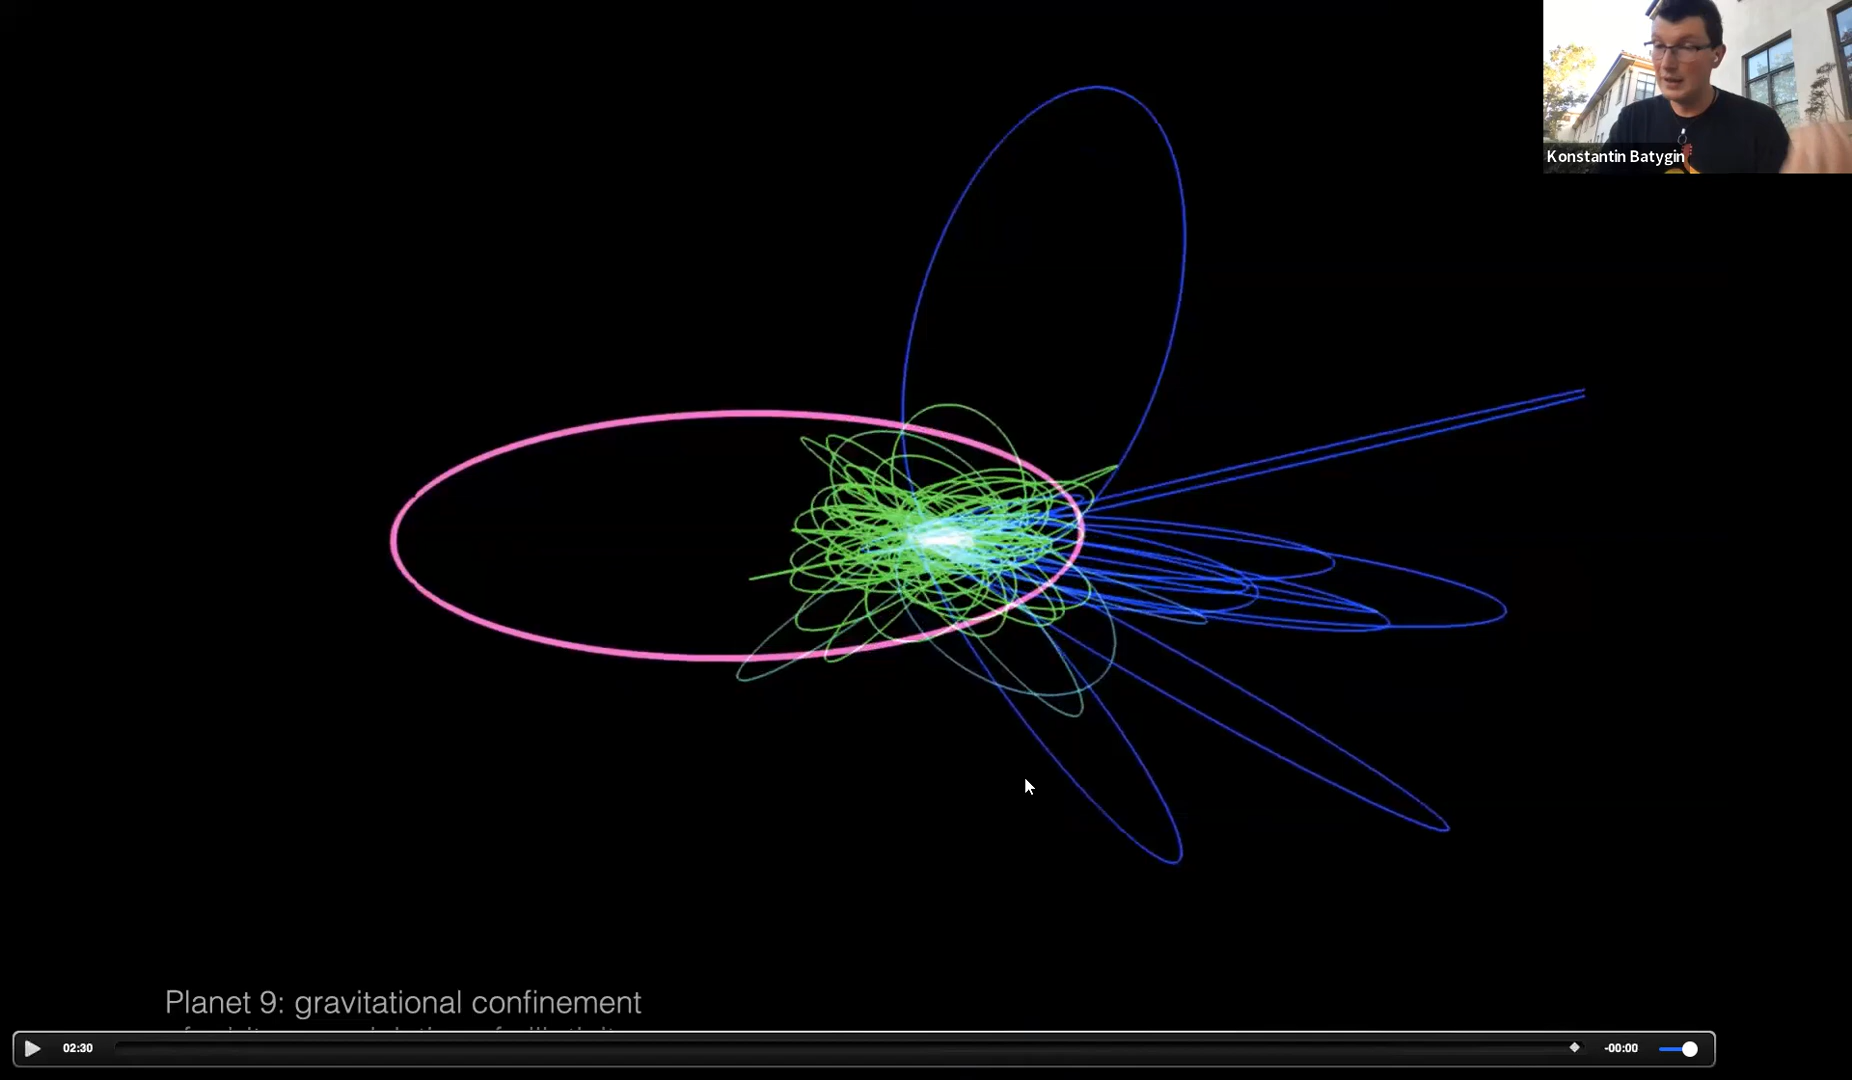 Konstantin Batygin
Planet 9: gravitational confinement
02:30
-00:00